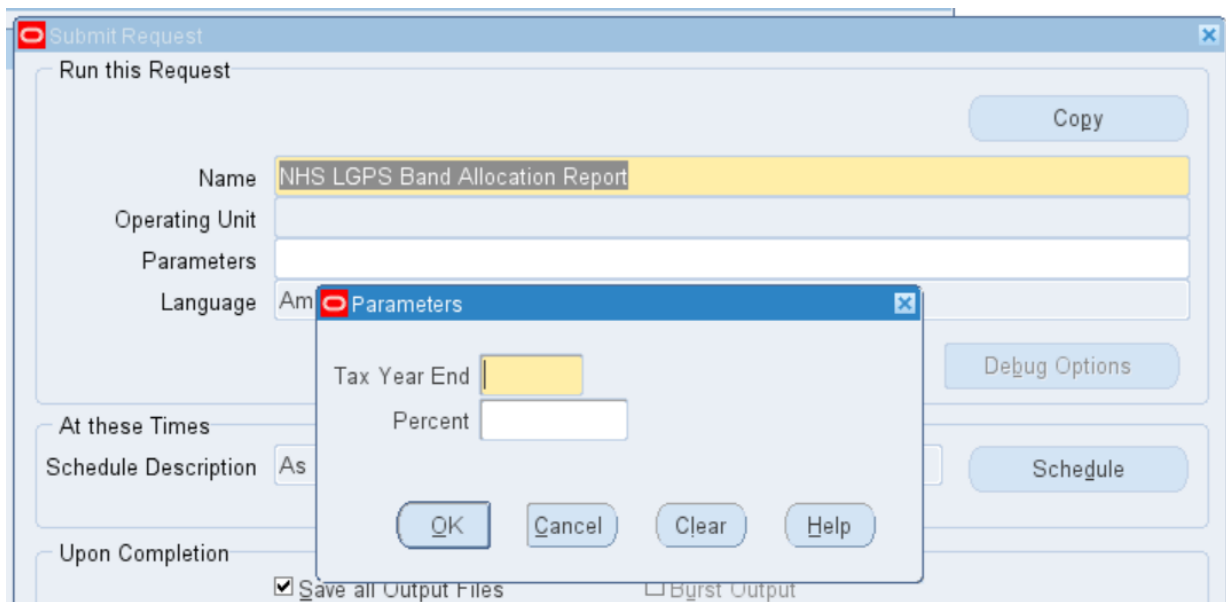 Submit Request
Run this Request
Copy
Name NHS LGPS Band Allocation Report
Operating Unit
Parameters
Language Am
Parameters
Tax Year End
Debug Options
Percent
At these Times
Schedule Description As
Schedule
OK Cancel Clear Help
Upon Completion
Save all Output Files Burst Output